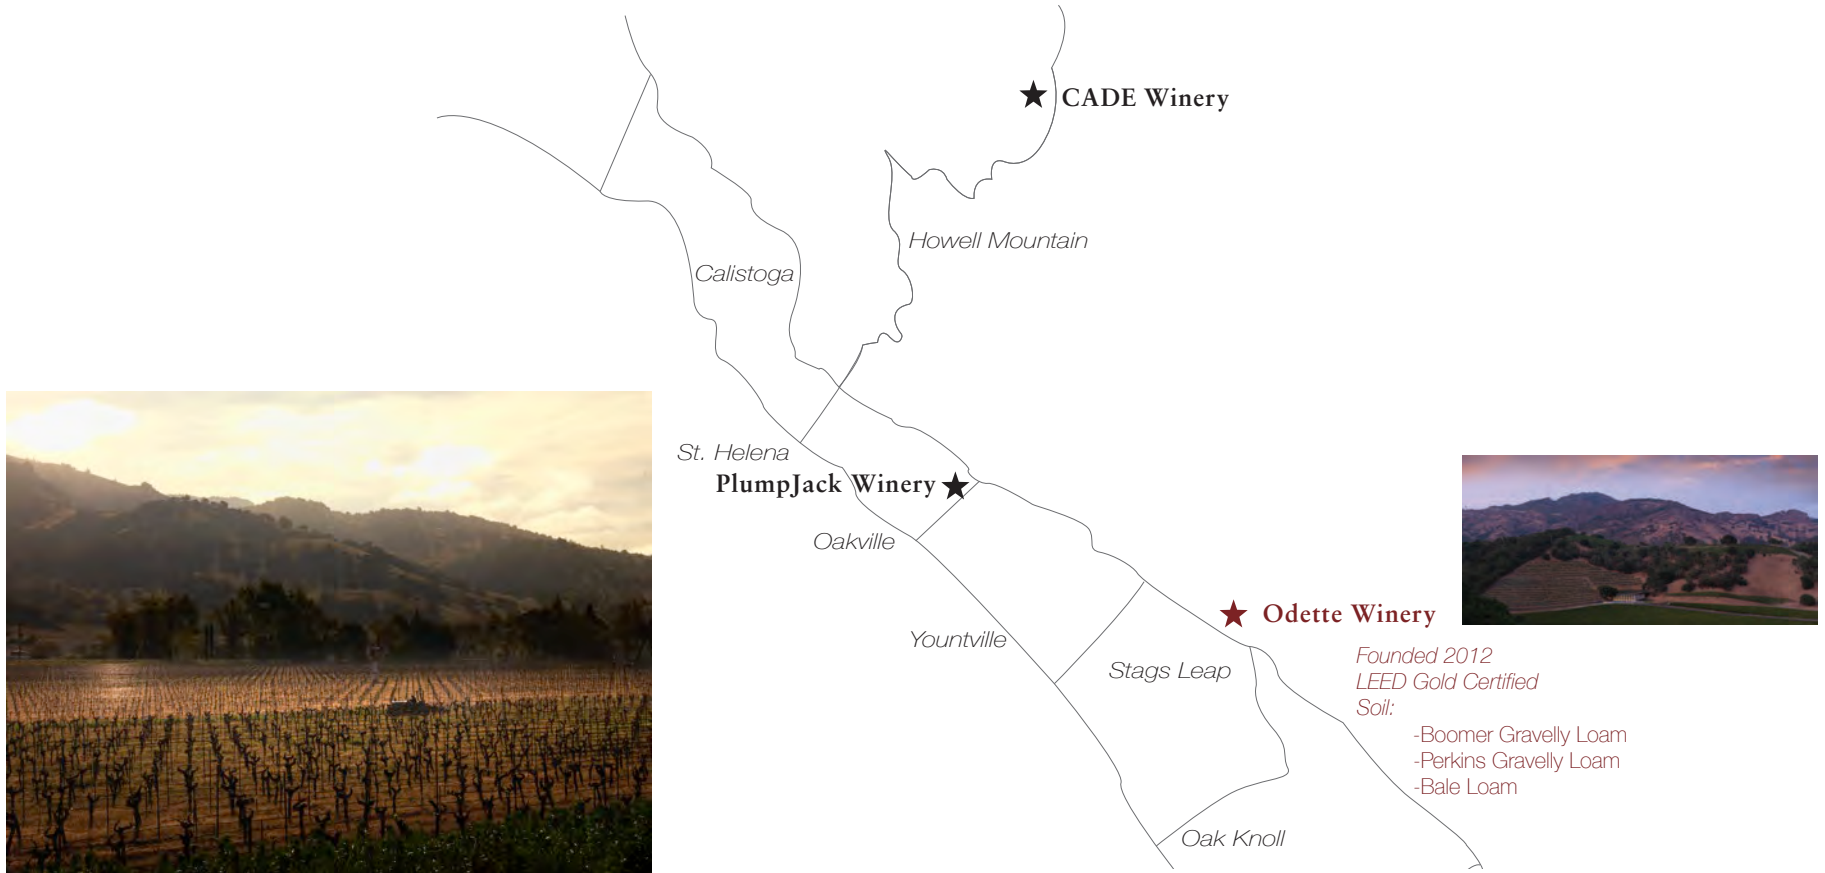 CADE Winery
Howell Mountain
Calistoga
St. Helena
PlumpJack Winery
Oakville
Odette Winery
Yountville
Founded 2012
Stags Leap
LEED Gold Certified
Soil:
-Boomer Gravelly Loam
-Perkins Gravelly Loam
-Bale Loam
Oak Knoll